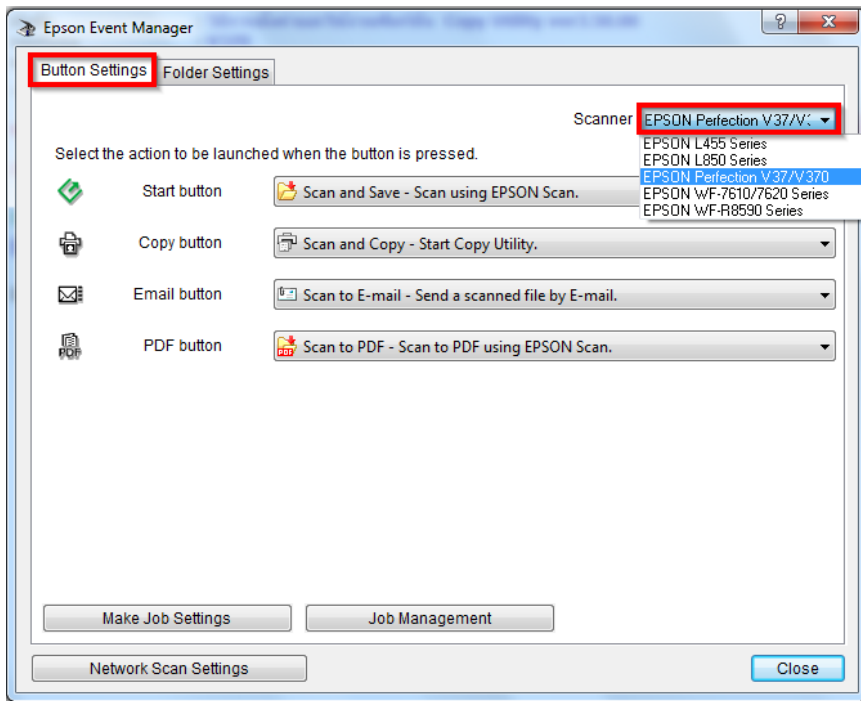 Epson Event Manager
Button Settings Folder Settings
Scanner EPSON Perfection V37/V3
EPSON L455 Series
EPSON L850 Series
EPSON Perfection V37/V370
EPSON WF-7610/7620 Series
EPSON WF-R8590 Series
Select the action to be launched when the button is pressed.
Start button Scan and Save - Scan using EPSON Scan.
Copy button Scan and Copy - Start Copy Utility.
Email button Scan to E-mail - Send a scanned file by E-mail.
PDF PDF button PDF Scan to PDF - Scan to PDF using EPSON Scan.
Make Job Settings Job Management
Network Scan Settings Close